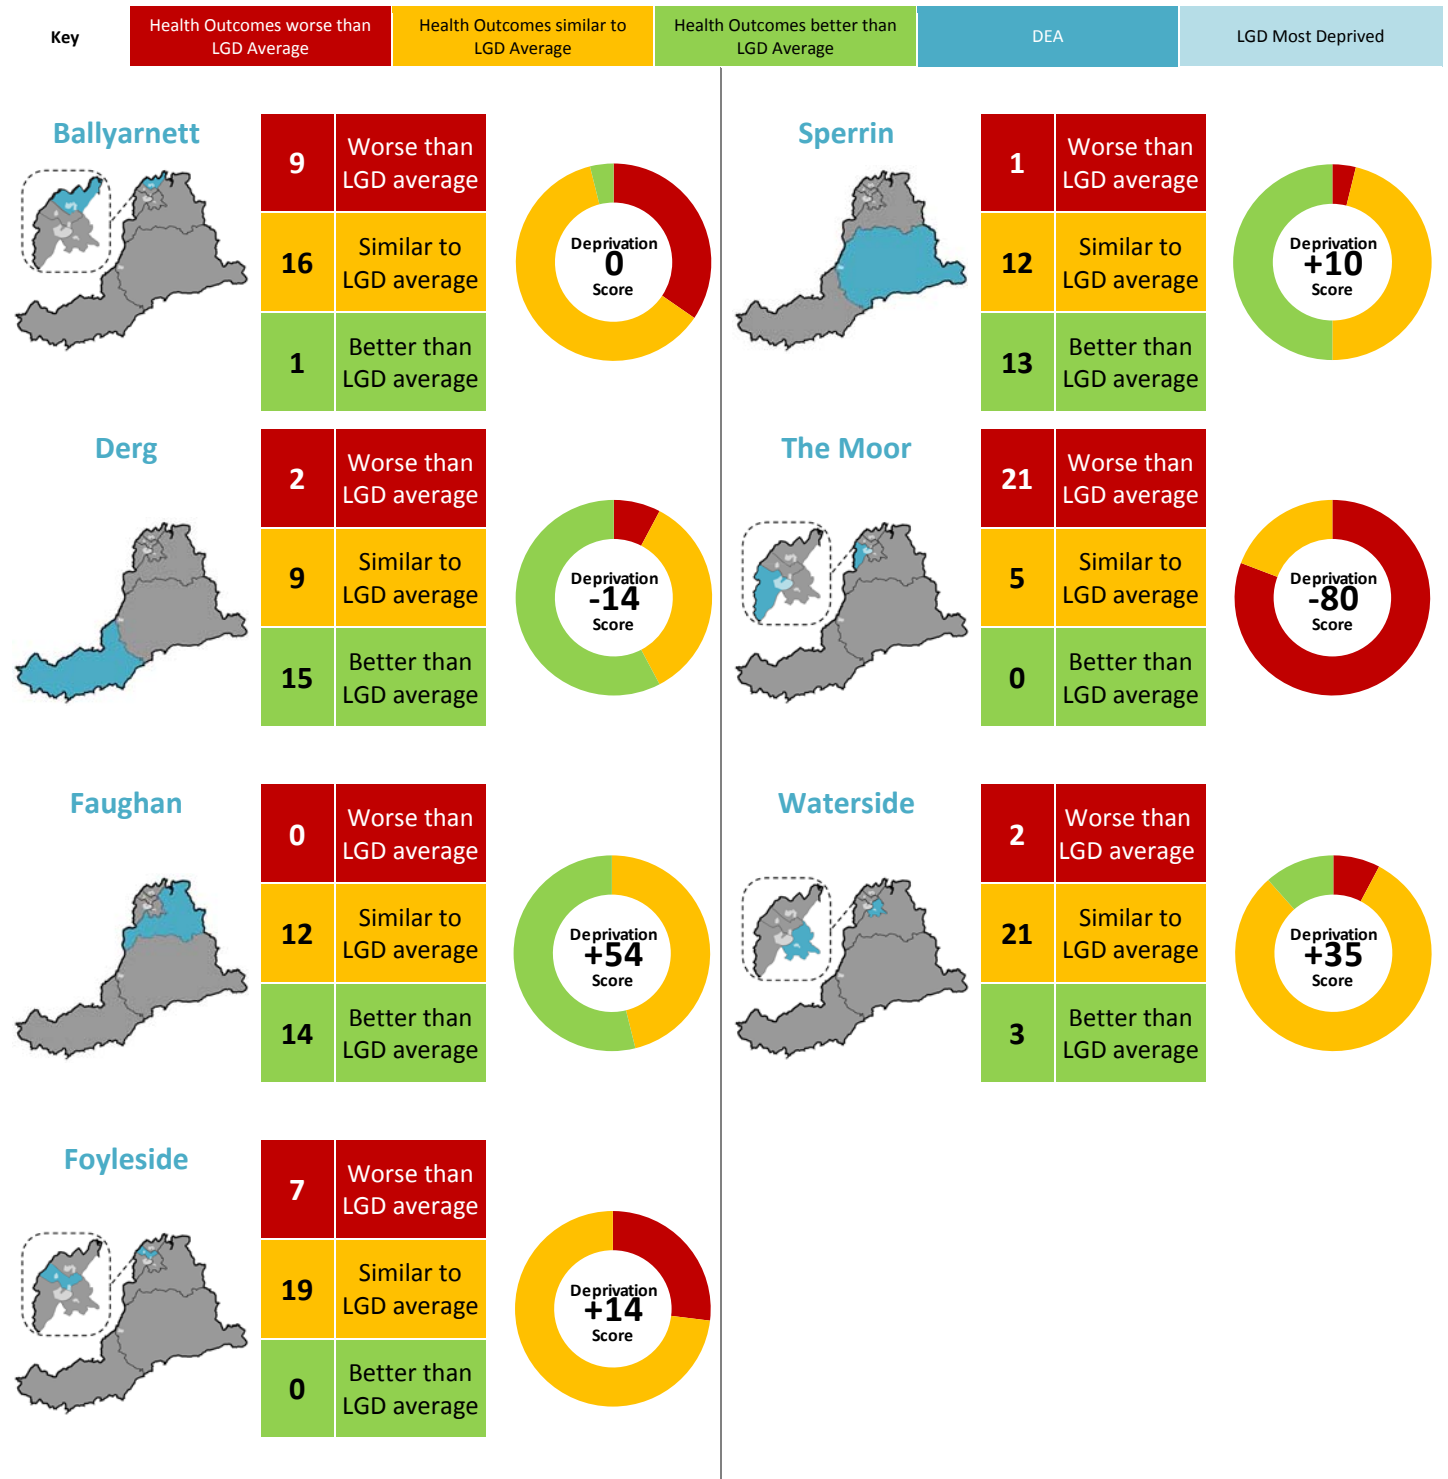 Key
Health Outcomes worse than
LGD Average
Health Outcomes similar to
LGD Average
Health Outcomes better than
LGD Average
DEA
LGD Most Deprived
Ballyarnett
9
Worse than
LGD average
16
Similar to
LGD average
1
Better than
LGD average
Deprivation
0
Score
Derg
2
Worse than
LGD average
9
Similar to
LGD average
15
Better than
LGD average
Deprivation
-14
Score
Faughan
0
Worse than
LGD average
12
Similar to
LGD average
14
Better than
LGD average
Deprivation
+54
Score
Foyleside
7
Worse than
LGD average
19
Similar to
LGD average
0
Better than
LGD average
Deprivation
+14
Score
Sperrin
1
Worse than
LGD average
12
Similar to
LGD average
13
Better than
LGD average
Deprivation
+10
Score
The Moor
21
Worse than
LGD average
5
Similar to
LGD average
0
Better than
LGD average
Deprivation
-80
Score
Waterside
2
Worse than
LGD average
21
Similar to
LGD average
3
Better than
LGD average
Deprivation
+35
Score